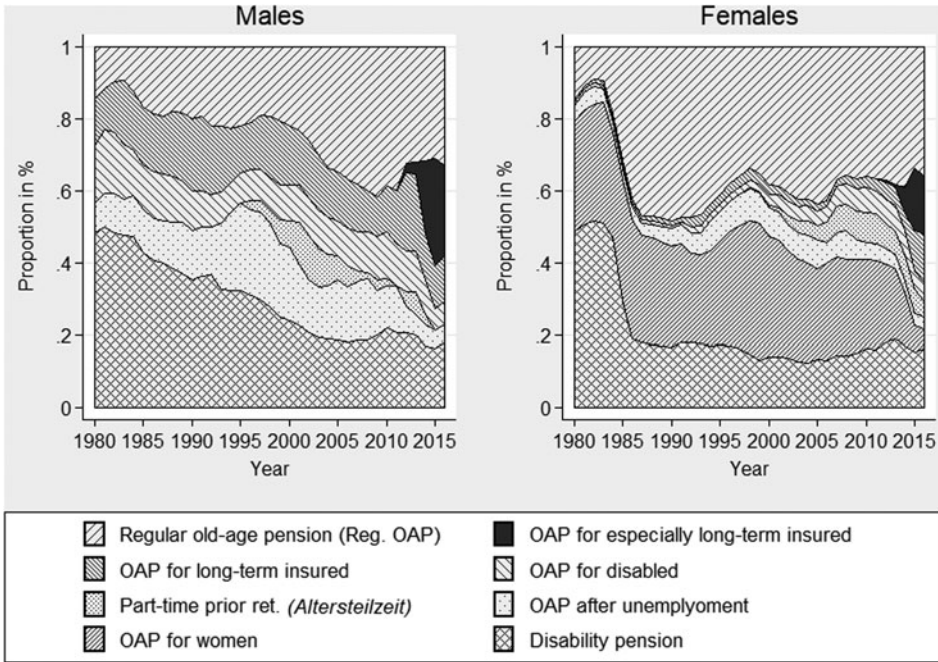 Males
Females
Proportion in %
1
.8
.6
.4
.2
0
1980 1985 1990 1995 2000 2005 2010 2015
Year
Proportion in %
1
.8
.6
.4
.2
0
1980 1985 1990 1995 2000 2005 2010 2015
Year
Regular old-age pension (Reg. OAP)
OAP for long-term insured
Part-time prior ret. (Altersteilzeit)
OAP for women
OAP for especially long-term insured
OAP for disabled
OAP after unemplyoment
Disability pension